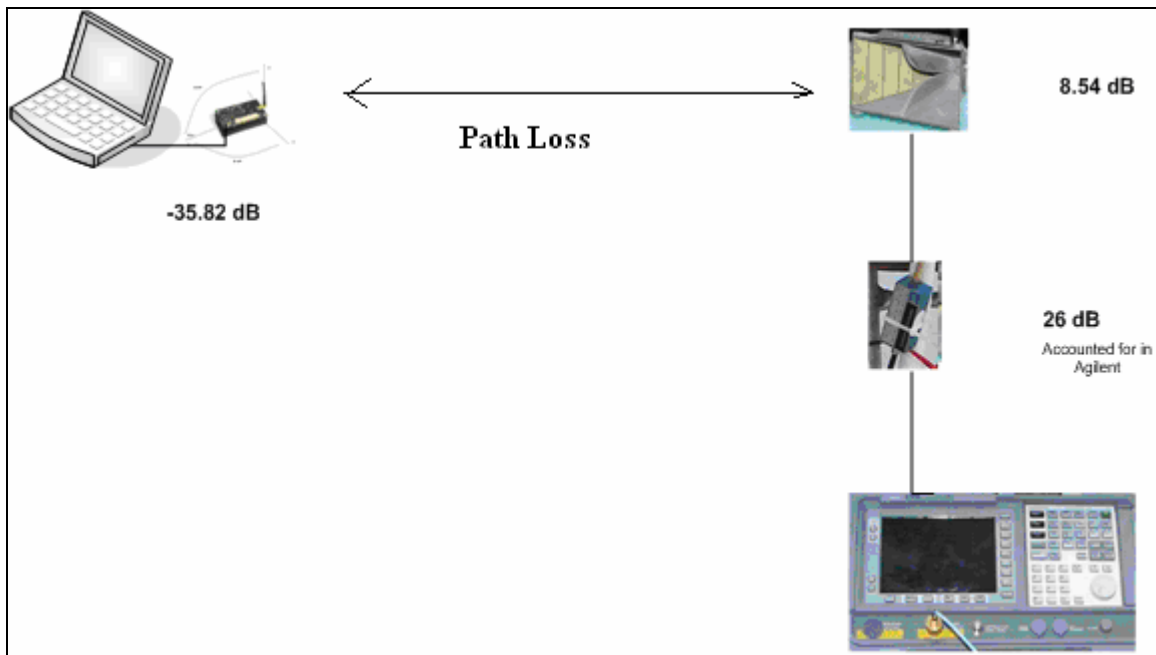 8.54 dB
Path Loss
-35.82 dB
26 dB
Accounted for in
Agilent